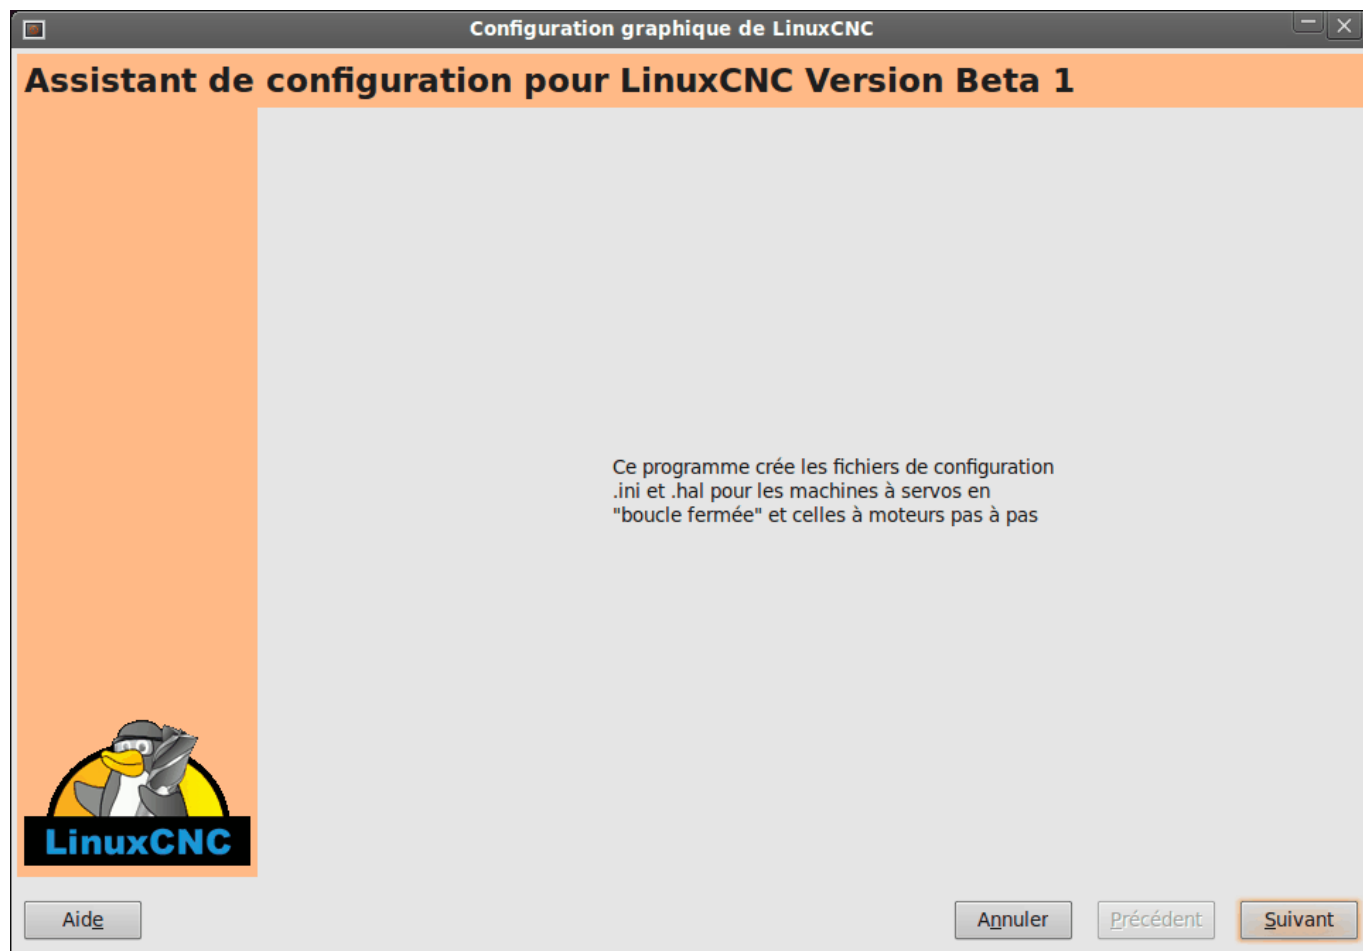 Configuration graphique de LinuxCNC
Assistant de configuration pour LinuxCNC Version Beta 1
Ce programme crée les fichiers de configuration
.ini et .hal pour les machines à servos en
"boucle fermée" et celles à moteurs pas à pas
LinuxCNC
Aide
Annuler
Précédent
Suivant